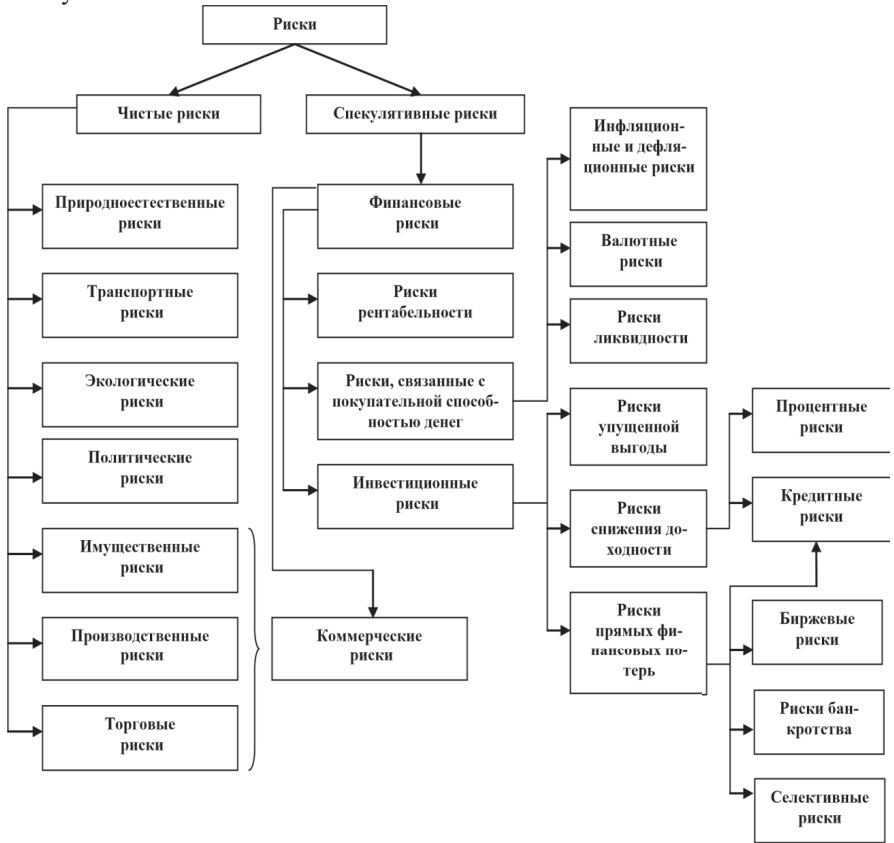 Риски
Чистые риски
Спекулятивные риски
Природноестественные
риски
Транспортные
риски
Экологические
риски
Политические
риски
Имущественные
риски
Производственные
риски
Торговые
риски
Финансовые
риски
Риски
рентабельности
Риски, связанные с
покупательной способ-
ностью денег
Инвестиционные
риски
Коммерческие
риски
Инфляцион-
ные и дефля-
ционные риски
Валютные
риски
Риски
ликвидности
Риски
упущенной
выгоды
Риски
снижения до-
ходности
Риски
прямых фи-
нансовых по-
терь
Процентные
риски
Кредитные
риски
Биржевые
риски
Риски бан-
кротства
Селективные
риски